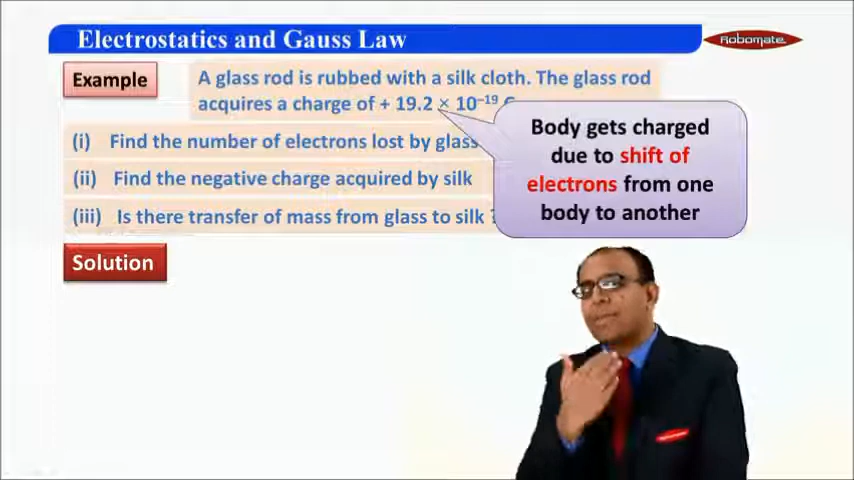 Electrostatics and Gauss Law
Robomate
Example
A glass rod is rubbed with a silk cloth. The glass rod
acquires a charge of + 19.2 × 10⁻¹⁹ C
(i) Find the number of electrons lost by glass
(ii) Find the negative charge acquired by silk
(iii) Is there transfer of mass from glass to silk ?
Body gets charged
due to shift of
electrons from one
body to another
Solution